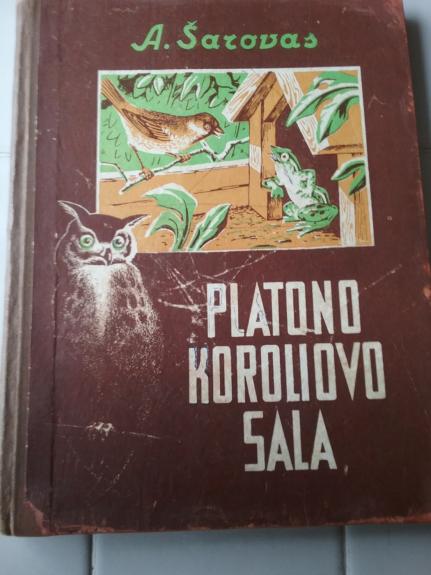 A. Šarovas
PLATONO
KOROLIOVO
SALA